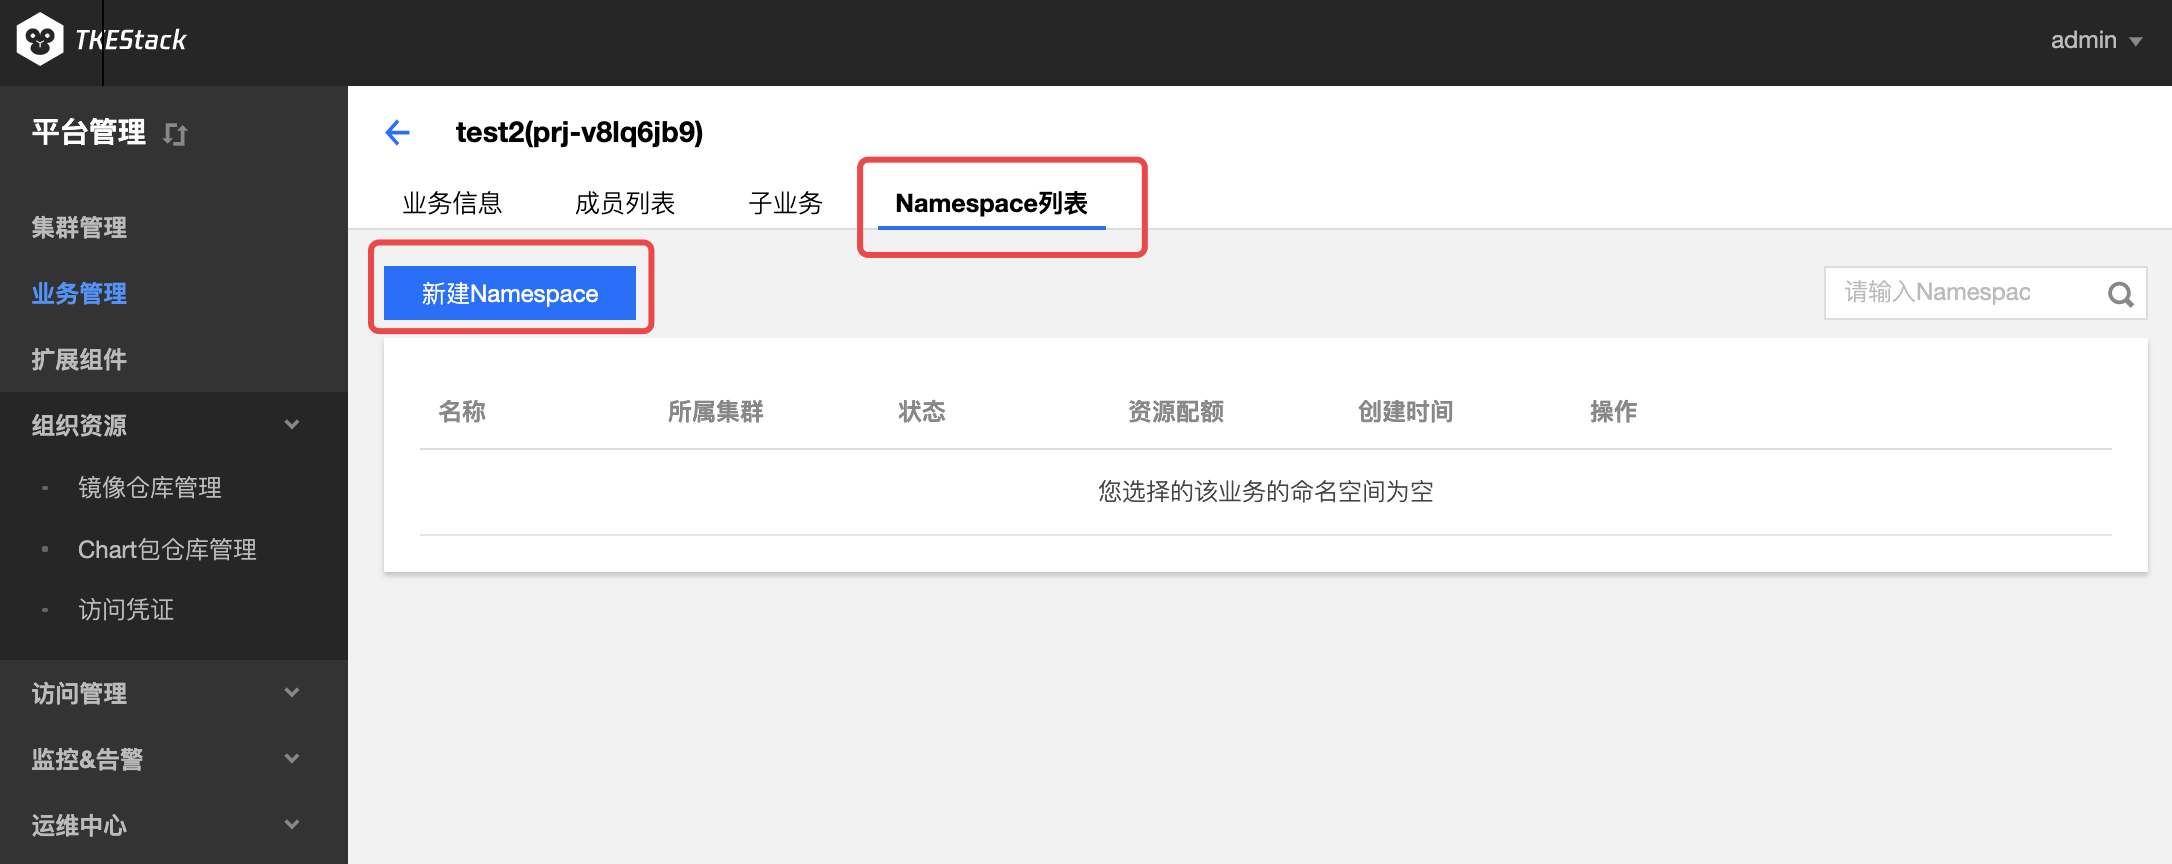 TKEStack
admin
平台管理
集群管理
业务管理
扩展组件
组织资源
镜像仓库管理
Chart包仓库管理
访问凭证
访问管理
监控&告警
运维中心
test2(prj-v8lq6jb9)
业务信息 成员列表 子业务 Namespace列表
新建Namespace
请输入Namespac
名称 所属集群 状态 资源配额 创建时间 操作
您选择的该业务的命名空间为空